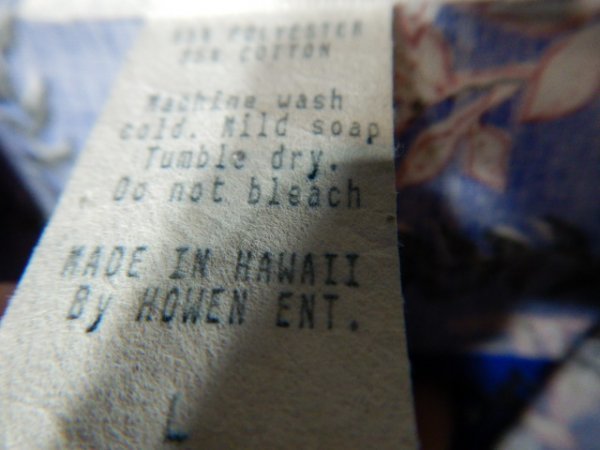 POLYESTER
COTTON
Machine wash
cold. Mild soap
Tumble dry.
Do not bleach
MADE IN HAWAII
By HOWEN ENT.
L